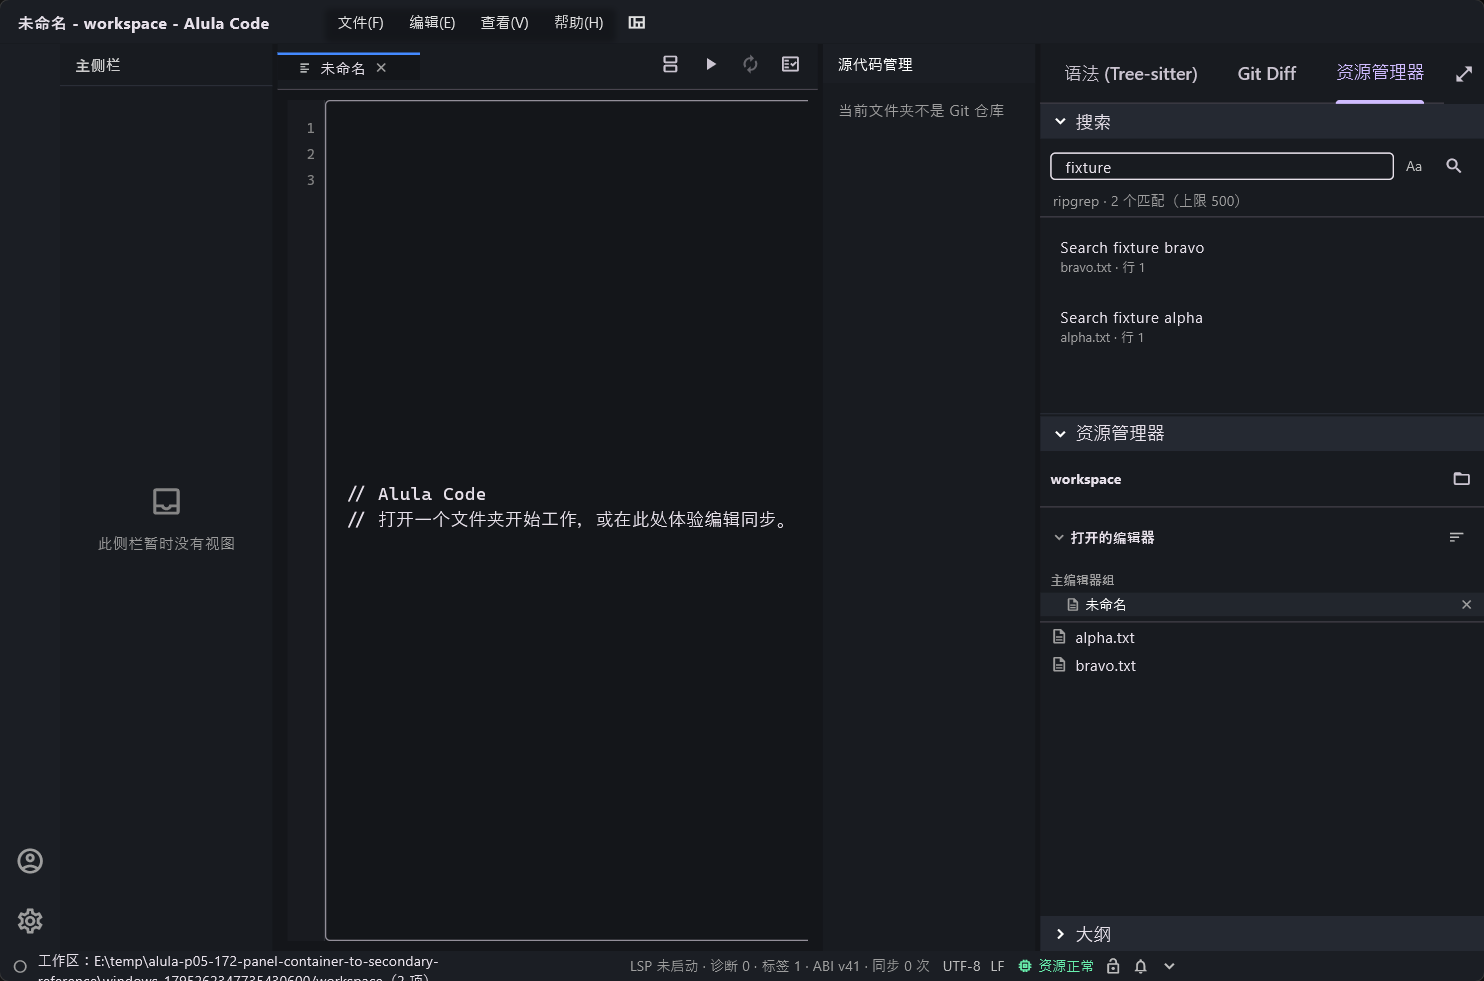 未命名 - workspace - Alula Code
文件(F) 编辑(E) 查看(V) 帮助(H)
主侧栏
未命名
源代码管理
语法 (Tree-sitter) Git Diff 资源管理器
当前文件夹不是 Git 仓库
1
2
3
// Alula Code
// 打开一个文件夹开始工作，或在此处体验编辑同步。
此侧栏暂时没有视图
搜索
fixture
Aa
ripgrep · 2 个匹配（上限 500）
Search fixture bravo
bravo.txt · 行 1
Search fixture alpha
alpha.txt · 行 1
资源管理器
workspace
打开的编辑器
主编辑器组
未命名
alpha.txt
bravo.txt
大纲
工作区：E:\temp\alula-p05-172-panel-container-to-secondary-
reference\windows-1795262347735430600/workspace（2 项）
LSP 未启动 · 诊断 0 · 标签 1 · ABI v41 · 同步 0 次 UTF-8 LF 资源正常